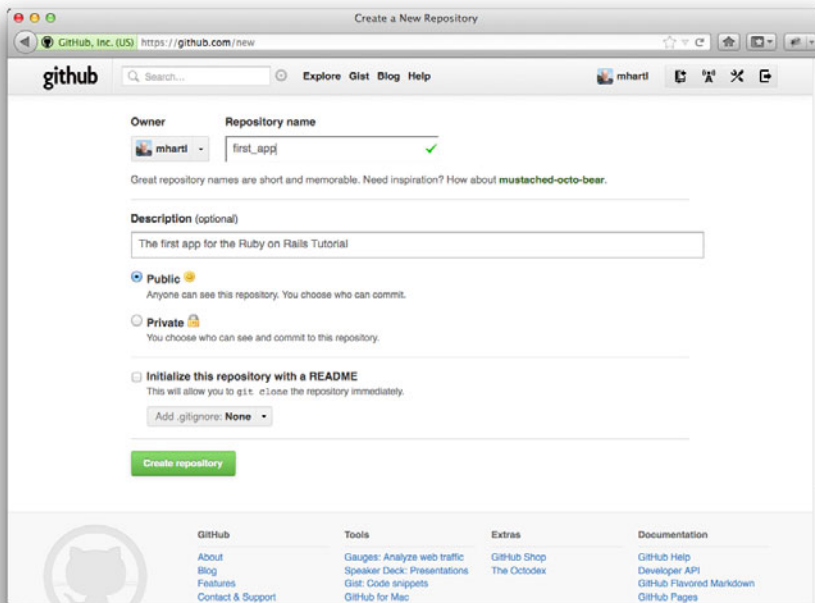 Create a New Repository
GitHub, Inc. (US) https://github.com/new
github Search... Explore Gist Blog Help mhartl
Owner Repository name
mhartl first_app
Great repository names are short and memorable. Need inspiration? How about mustached-octo-bear.
Description (optional)
The first app for the Ruby on Rails Tutorial
Public
Anyone can see this repository. You choose who can commit.
Private
You choose who can see and commit to this repository.
Initialize this repository with a README
This will allow you to git clone the repository immediately.
Add .gitignore: None
Create repository
GitHub Tools Extras Documentation
About Gauges: Analyze web traffic GitHub Shop GitHub Help
Blog Speaker Deck: Presentations The Octodex Developer API
Features Gist: Code snippets GitHub Flavored Markdown
Contact & Support GitHub for Mac GitHub Pages